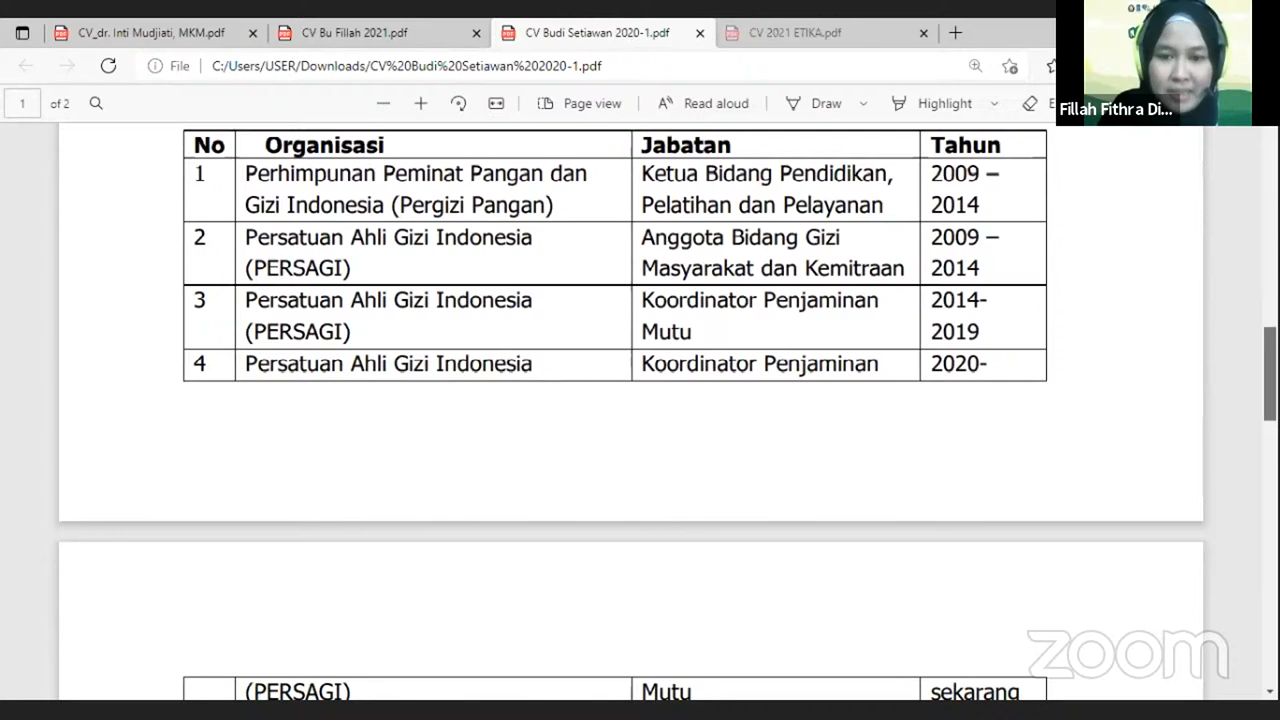 CV_dr. Inti Mudjiati, MKM.pdf
CV Bu Fillah 2021.pdf
CV Budi Setiawan 2020-1.pdf
CV 2021 ETIKA.pdf
File
C:/Users/USER/Downloads/CV%20Budi%20Setiawan%202020-1.pdf
1 of 2
Page view
Read aloud
Draw
Highlight
Fillah Fithra Di...
No Organisasi Jabatan Tahun
1 Perhimpunan Peminat Pangan dan Ketua Bidang Pendidikan, 2009 –
Gizi Indonesia (Pergizi Pangan) Pelatihan dan Pelayanan 2014
2 Persatuan Ahli Gizi Indonesia Anggota Bidang Gizi 2009 –
(PERSAGI) Masyarakat dan Kemitraan 2014
3 Persatuan Ahli Gizi Indonesia Koordinator Penjaminan 2014-
(PERSAGI) Mutu 2019
4 Persatuan Ahli Gizi Indonesia Koordinator Penjaminan 2020-
(PERSAGI) Mutu sekarang
zoom